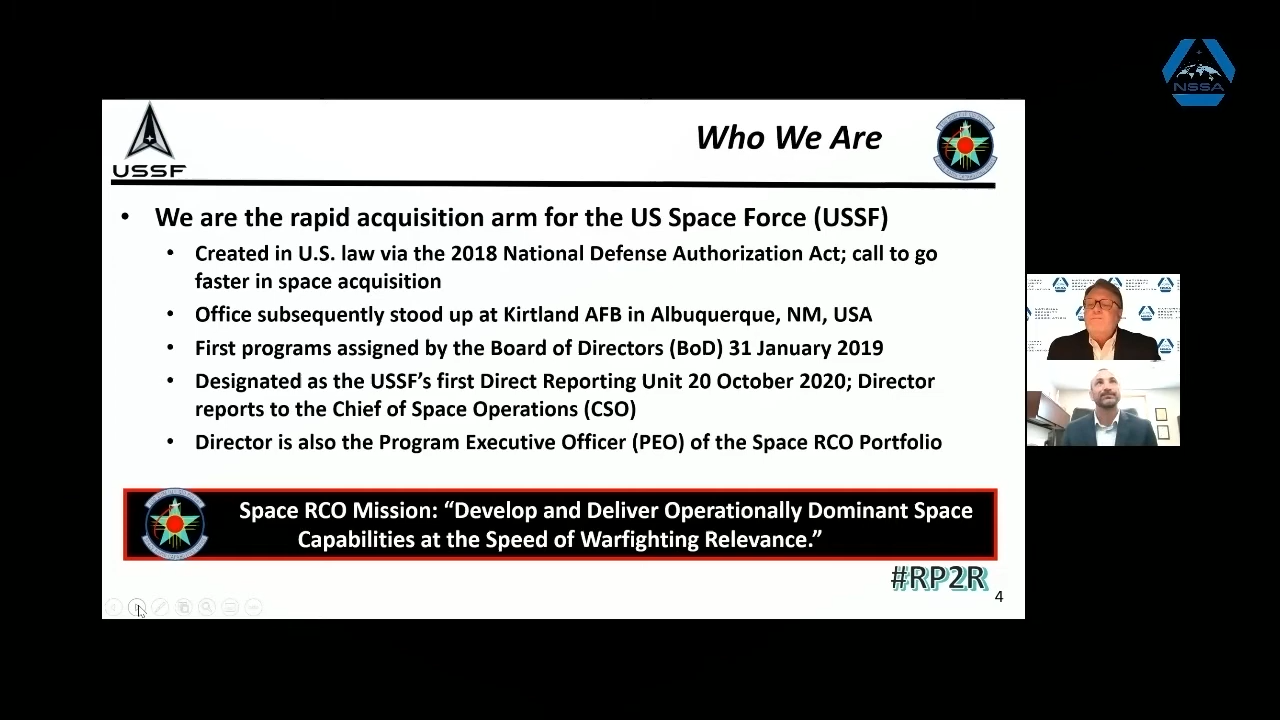 NSSA
USSF
Who We Are
• We are the rapid acquisition arm for the US Space Force (USSF)
• Created in U.S. law via the 2018 National Defense Authorization Act; call to go
faster in space acquisition
• Office subsequently stood up at Kirtland AFB in Albuquerque, NM, USA
• First programs assigned by the Board of Directors (BoD) 31 January 2019
• Designated as the USSF’s first Direct Reporting Unit 20 October 2020; Director
reports to the Chief of Space Operations (CSO)
• Director is also the Program Executive Officer (PEO) of the Space RCO Portfolio
Space RCO Mission: “Develop and Deliver Operationally Dominant Space
Capabilities at the Speed of Warfighting Relevance.”
#RP2R
4